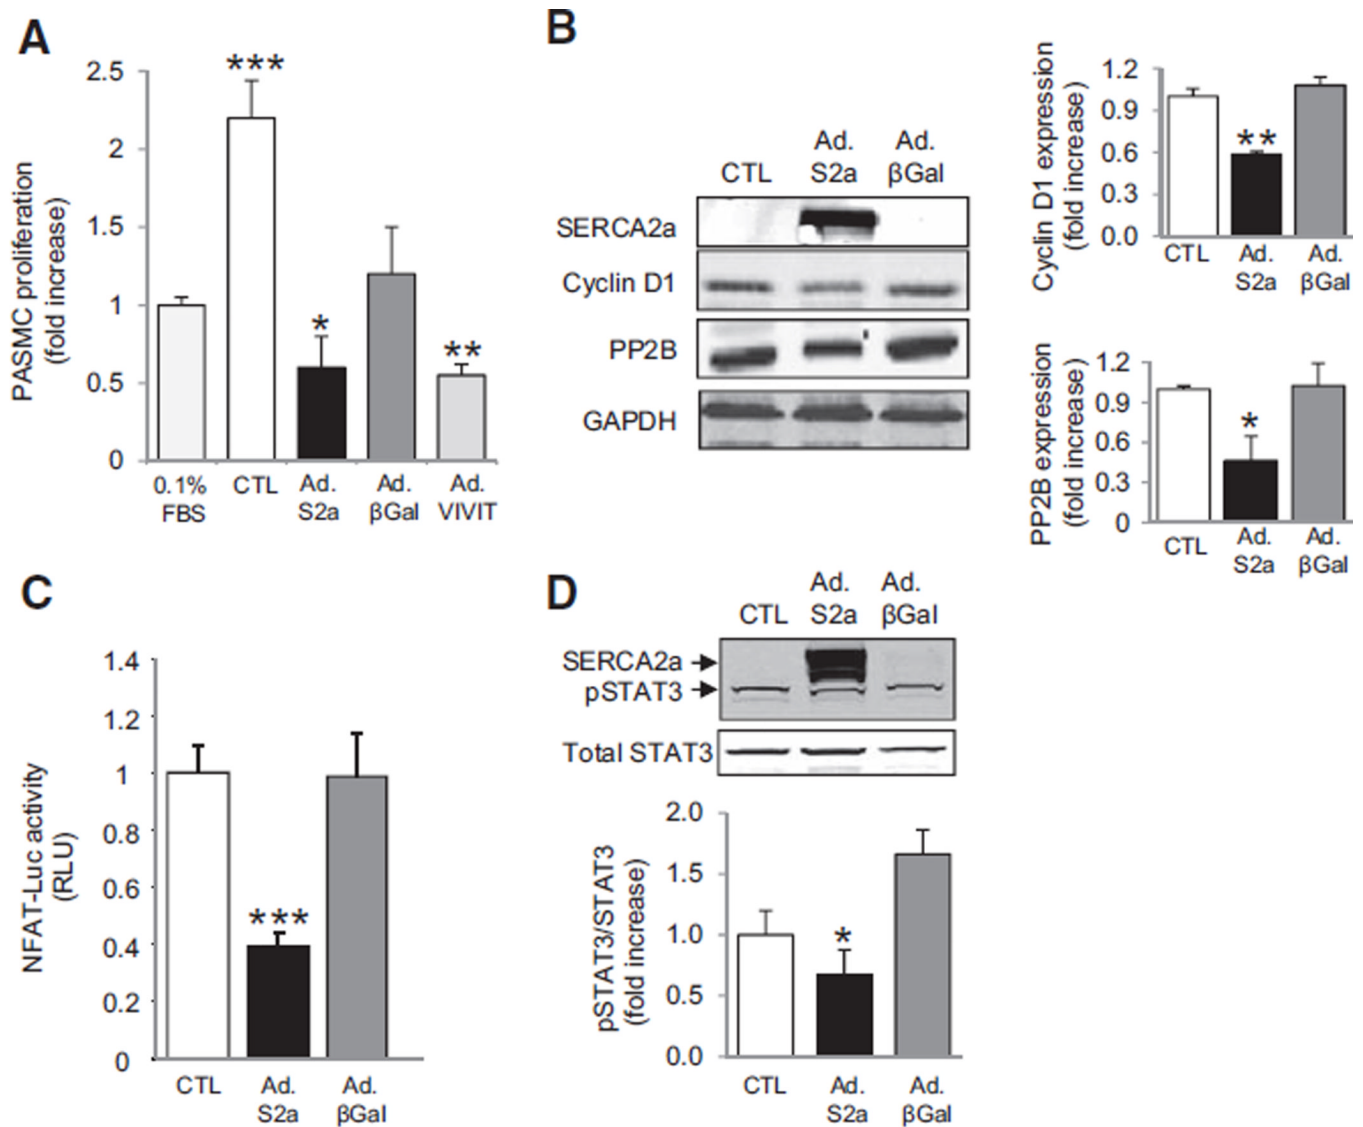 A
PASMC proliferation
(fold increase)
2.5
2
1.5
1
0.5
0
***
*
**
0.1%
FBS
CTL
Ad.
S2a
Ad.
βGal
Ad.
VIVIT
B
CTL
Ad.
S2a
Ad.
βGal
SERCA2a
Cyclin D1
PP2B
GAPDH
Cyclin D1 expression
(fold increase)
1.2
0.9
0.6
0.3
0.0
**
CTL
Ad.
S2a
Ad.
βGal
PP2B expression
(fold increase)
1.2
0.9
0.6
0.3
0
*
CTL
Ad.
S2a
Ad.
βGal
C
NFAT-Luc activity
(RLU)
1.4
1.2
1
0.8
0.6
0.4
0.2
0
***
CTL
Ad.
S2a
Ad.
βGal
D
CTL
Ad.
S2a
Ad.
βGal
SERCA2a
pSTAT3
Total STAT3
pSTAT3/STAT3
(fold increase)
2.0
1.5
1.0
0.5
0.0
*
CTL
Ad.
S2a
Ad.
βGal